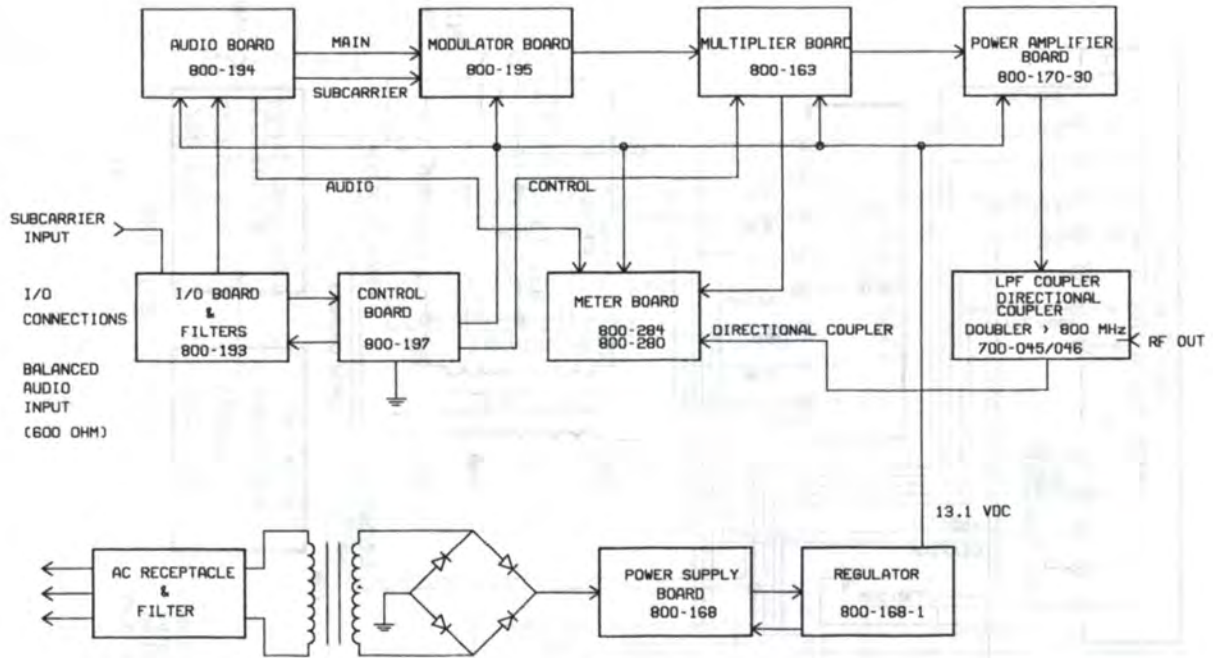 AUDIO BOARD
800-194
MAIN
SUBCARRIER
MODULATOR BOARD
800-195
MULTIPLIER BOARD
800-163
POWER AMPLIFIER
BOARD
800-170-30
AUDIO
CONTROL
SUBCARRIER
INPUT
I/O
CONNECTIONS
BALANCED
AUDIO
INPUT
(600 OHM)
I/O BOARD
&
FILTERS
800-193
CONTROL
BOARD
800-197
METER BOARD
800-284
800-280
DIRECTIONAL COUPLER
LPF COUPLER
DIRECTIONAL
COUPLER
DOUBLER > 800 MHz
700-045/046
RF OUT
13.1 VDC
AC RECEPTACLE
&
FILTER
POWER SUPPLY
BOARD
800-168
REGULATOR
800-168-1